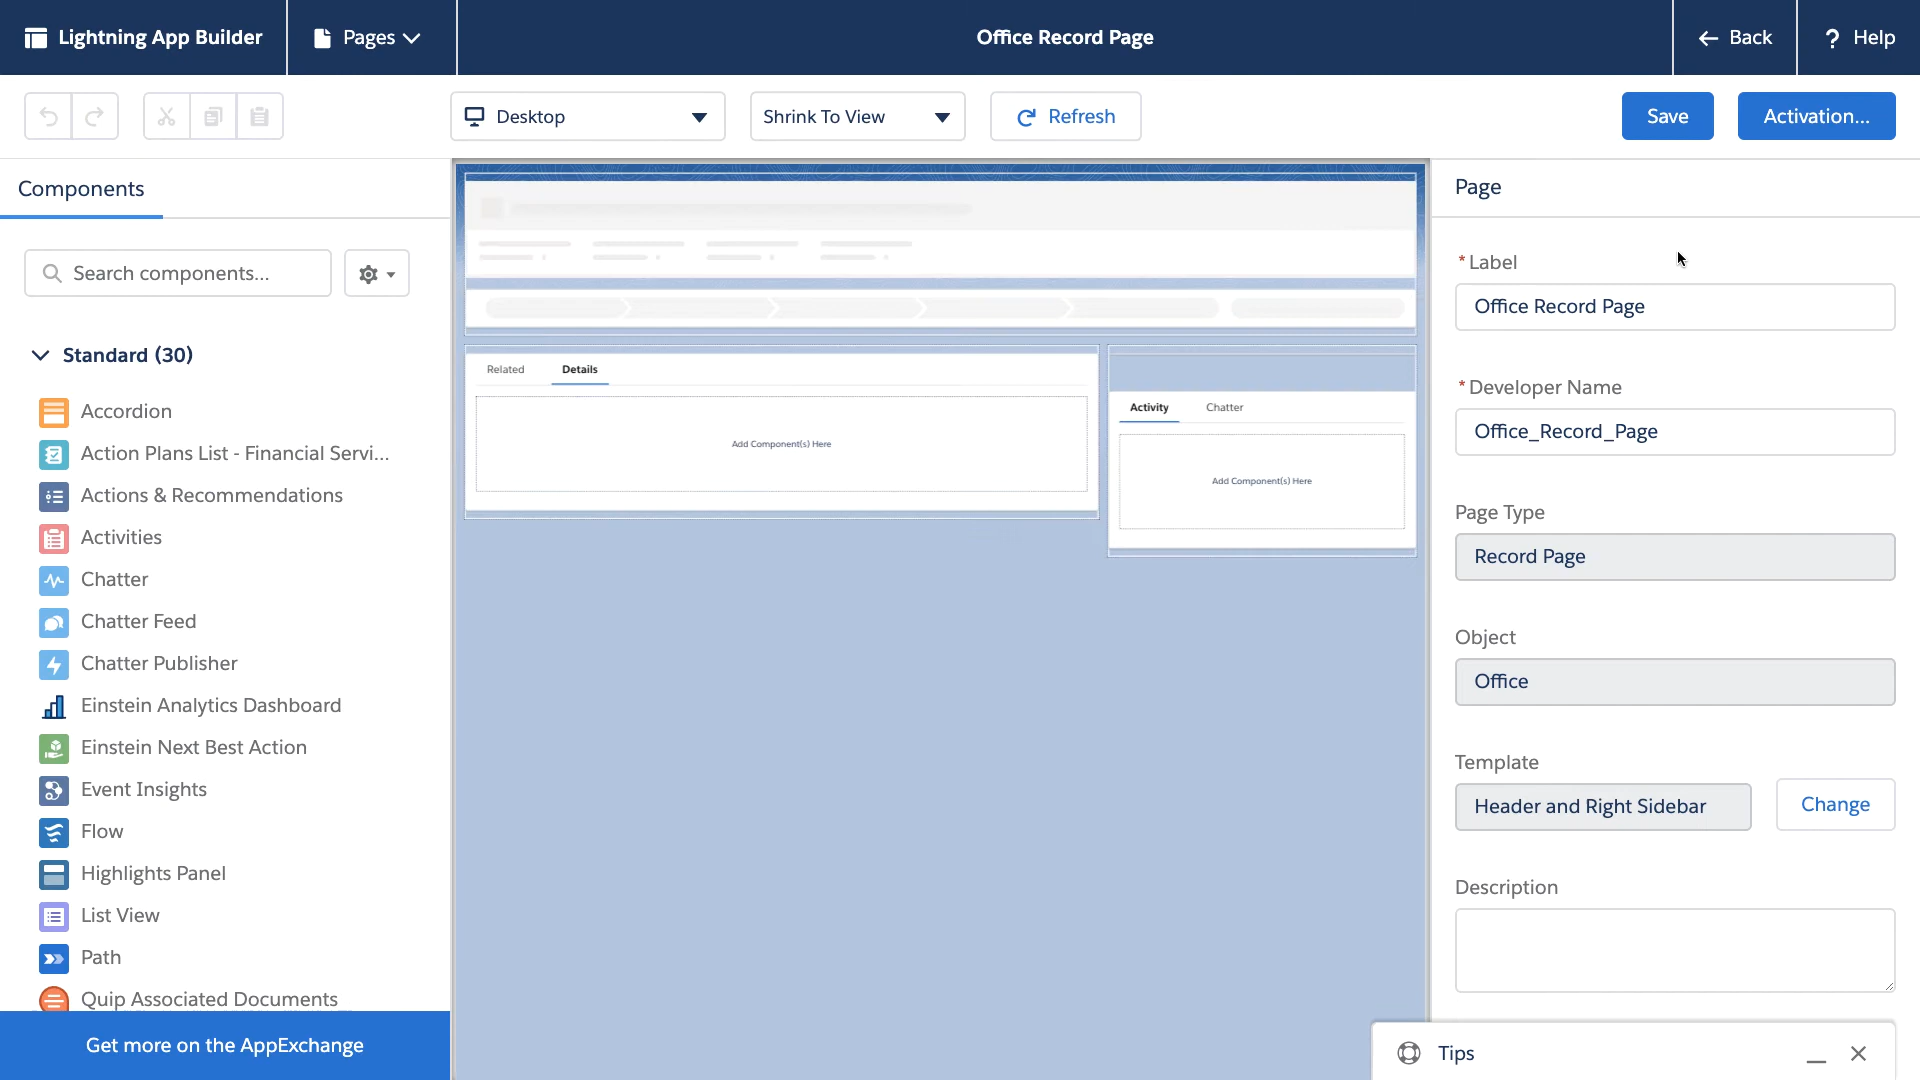 Lightning App Builder
Pages
Office Record Page
Back
? Help
Desktop
Shrink To View
Refresh
Save
Activation...
Components
Search components...
Standard (30)
Accordion
Action Plans List - Financial Servi...
Actions & Recommendations
Activities
Chatter
Chatter Feed
Chatter Publisher
Einstein Analytics Dashboard
Einstein Next Best Action
Event Insights
Flow
Highlights Panel
List View
Path
Quip Associated Documents
Get more on the AppExchange
Related
Details
Add Component(s) Here
Activity
Chatter
Add Component(s) Here
Page
*Label
Office Record Page
*Developer Name
Office_Record_Page
Page Type
Record Page
Object
Office
Template
Header and Right Sidebar
Change
Description
Tips